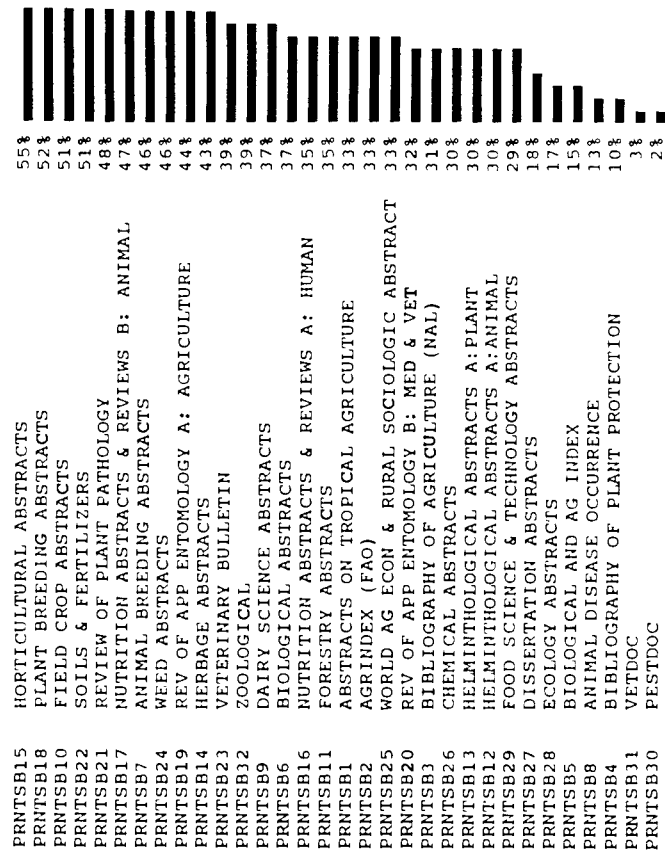 PRNTSB15 HORTICULTURAL ABSTRACTS 55%
PRNTSB18 PLANT BREEDING ABSTRACTS 52%
PRNTSB10 FIELD CROP ABSTRACTS 51%
PRNTSB22 SOILS & FERTILIZERS 51%
PRNTSB21 REVIEW OF PLANT PATHOLOGY 48%
PRNTSB17 NUTRITION ABSTRACTS & REVIEWS B: ANIMAL 47%
PRNTSB7 ANIMAL BREEDING ABSTRACTS 46%
PRNTSB24 WEED ABSTRACTS 46%
PRNTSB19 REV OF APP ENTOMOLOGY A: AGRICULTURE 44%
PRNTSB14 HERBAGE ABSTRACTS 43%
PRNTSB23 VETERINARY BULLETIN 39%
PRNTSB32 ZOOLOGICAL 39%
PRNTSB9 DAIRY SCIENCE ABSTRACTS 37%
PRNTSB6 BIOLOGICAL ABSTRACTS 37%
PRNTSB16 NUTRITION ABSTRACTS & REVIEWS A: HUMAN 35%
PRNTSB11 FORESTRY ABSTRACTS 35%
PRNTSB1 ABSTRACTS ON TROPICAL AGRICULTURE 33%
PRNTSB2 AGRINDEX (FAO) 33%
PRNTSB25 WORLD AG ECON & RURAL SOCIOLOGIC ABSTRACT 33%
PRNTSB20 REV OF APP ENTOMOLOGY B: MED & VET 32%
PRNTSB3 BIBLIOGRAPHY OF AGRICULTURE (NAL) 31%
PRNTSB26 CHEMICAL ABSTRACTS 30%
PRNTSB13 HELMINTHOLOGICAL ABSTRACTS A:PLANT 30%
PRNTSB12 HELMINTHOLOGICAL ABSTRACTS A:ANIMAL 30%
PRNTSB29 FOOD SCIENCE & TECHNOLOGY ABSTRACTS 29%
PRNTSB27 DISSERTATION ABSTRACTS 18%
PRNTSB28 ECOLOGY ABSTRACTS 17%
PRNTSB5 BIOLOGICAL AND AG INDEX 15%
PRNTSB8 ANIMAL DISEASE OCCURRENCE 13%
PRNTSB4 BIBLIOGRAPHY OF PLANT PROTECTION 10%
PRNTSB31 VETDOC 3%
PRNTSB30 PESTDOC 2%